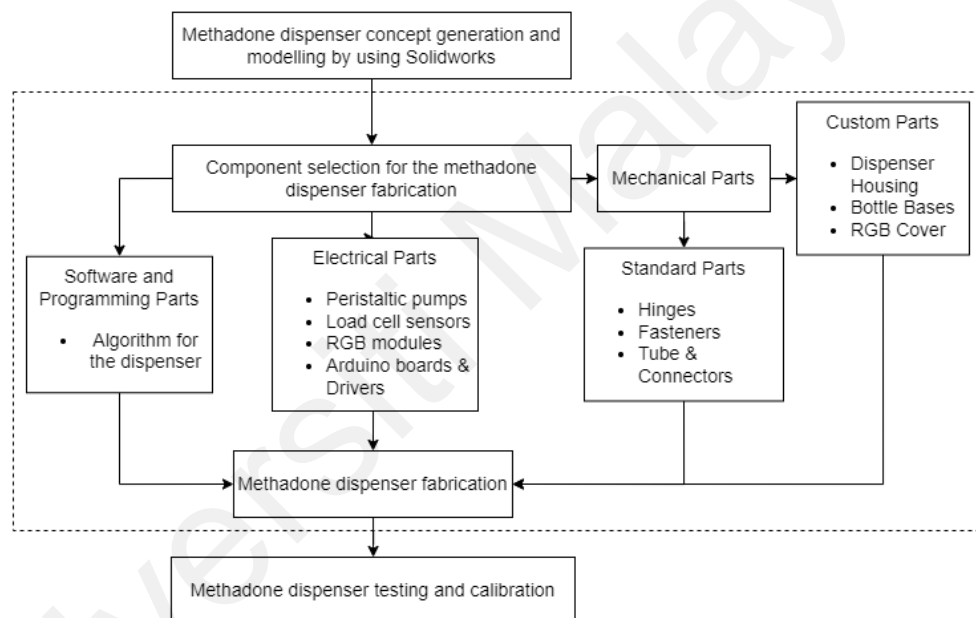 Methadone dispenser concept generation and
modelling by using Solidworks
Component selection for the methadone
dispenser fabrication
Mechanical Parts
Custom Parts
• Dispenser
Housing
• Bottle Bases
• RGB Cover
Software and
Programming Parts
• Algorithm for
the dispenser
Electrical Parts
• Peristaltic pumps
• Load cell sensors
• RGB modules
• Arduino boards &
Drivers
Standard Parts
• Hinges
• Fasteners
• Tube &
Connectors
Methadone dispenser fabrication
Methadone dispenser testing and calibration
versiti Malay